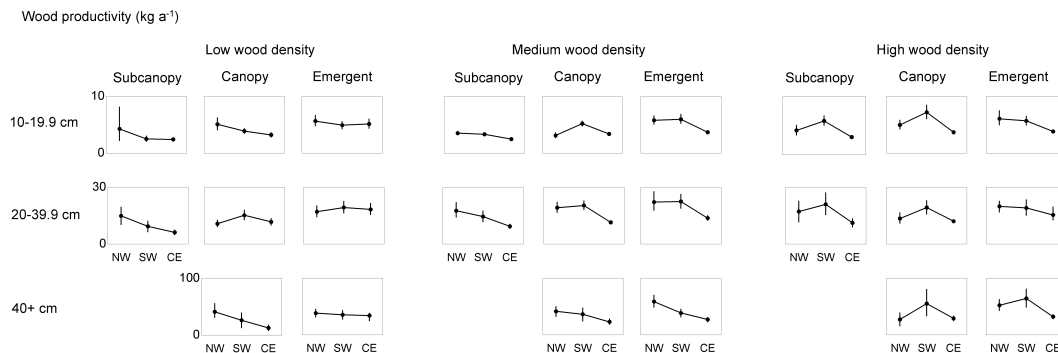 Wood productivity (kg a-1)
Low wood density Medium wood density High wood density
Subcanopy Canopy Emergent Subcanopy Canopy Emergent Subcanopy Canopy Emergent
10-19.9 cm 10
0
20-39.9 cm 30
0
NW SW CE NW SW CE NW SW CE
40+ cm 100
0
NW SW CE NW SW CE NW SW CE NW SW CE NW SW CE NW SW CE